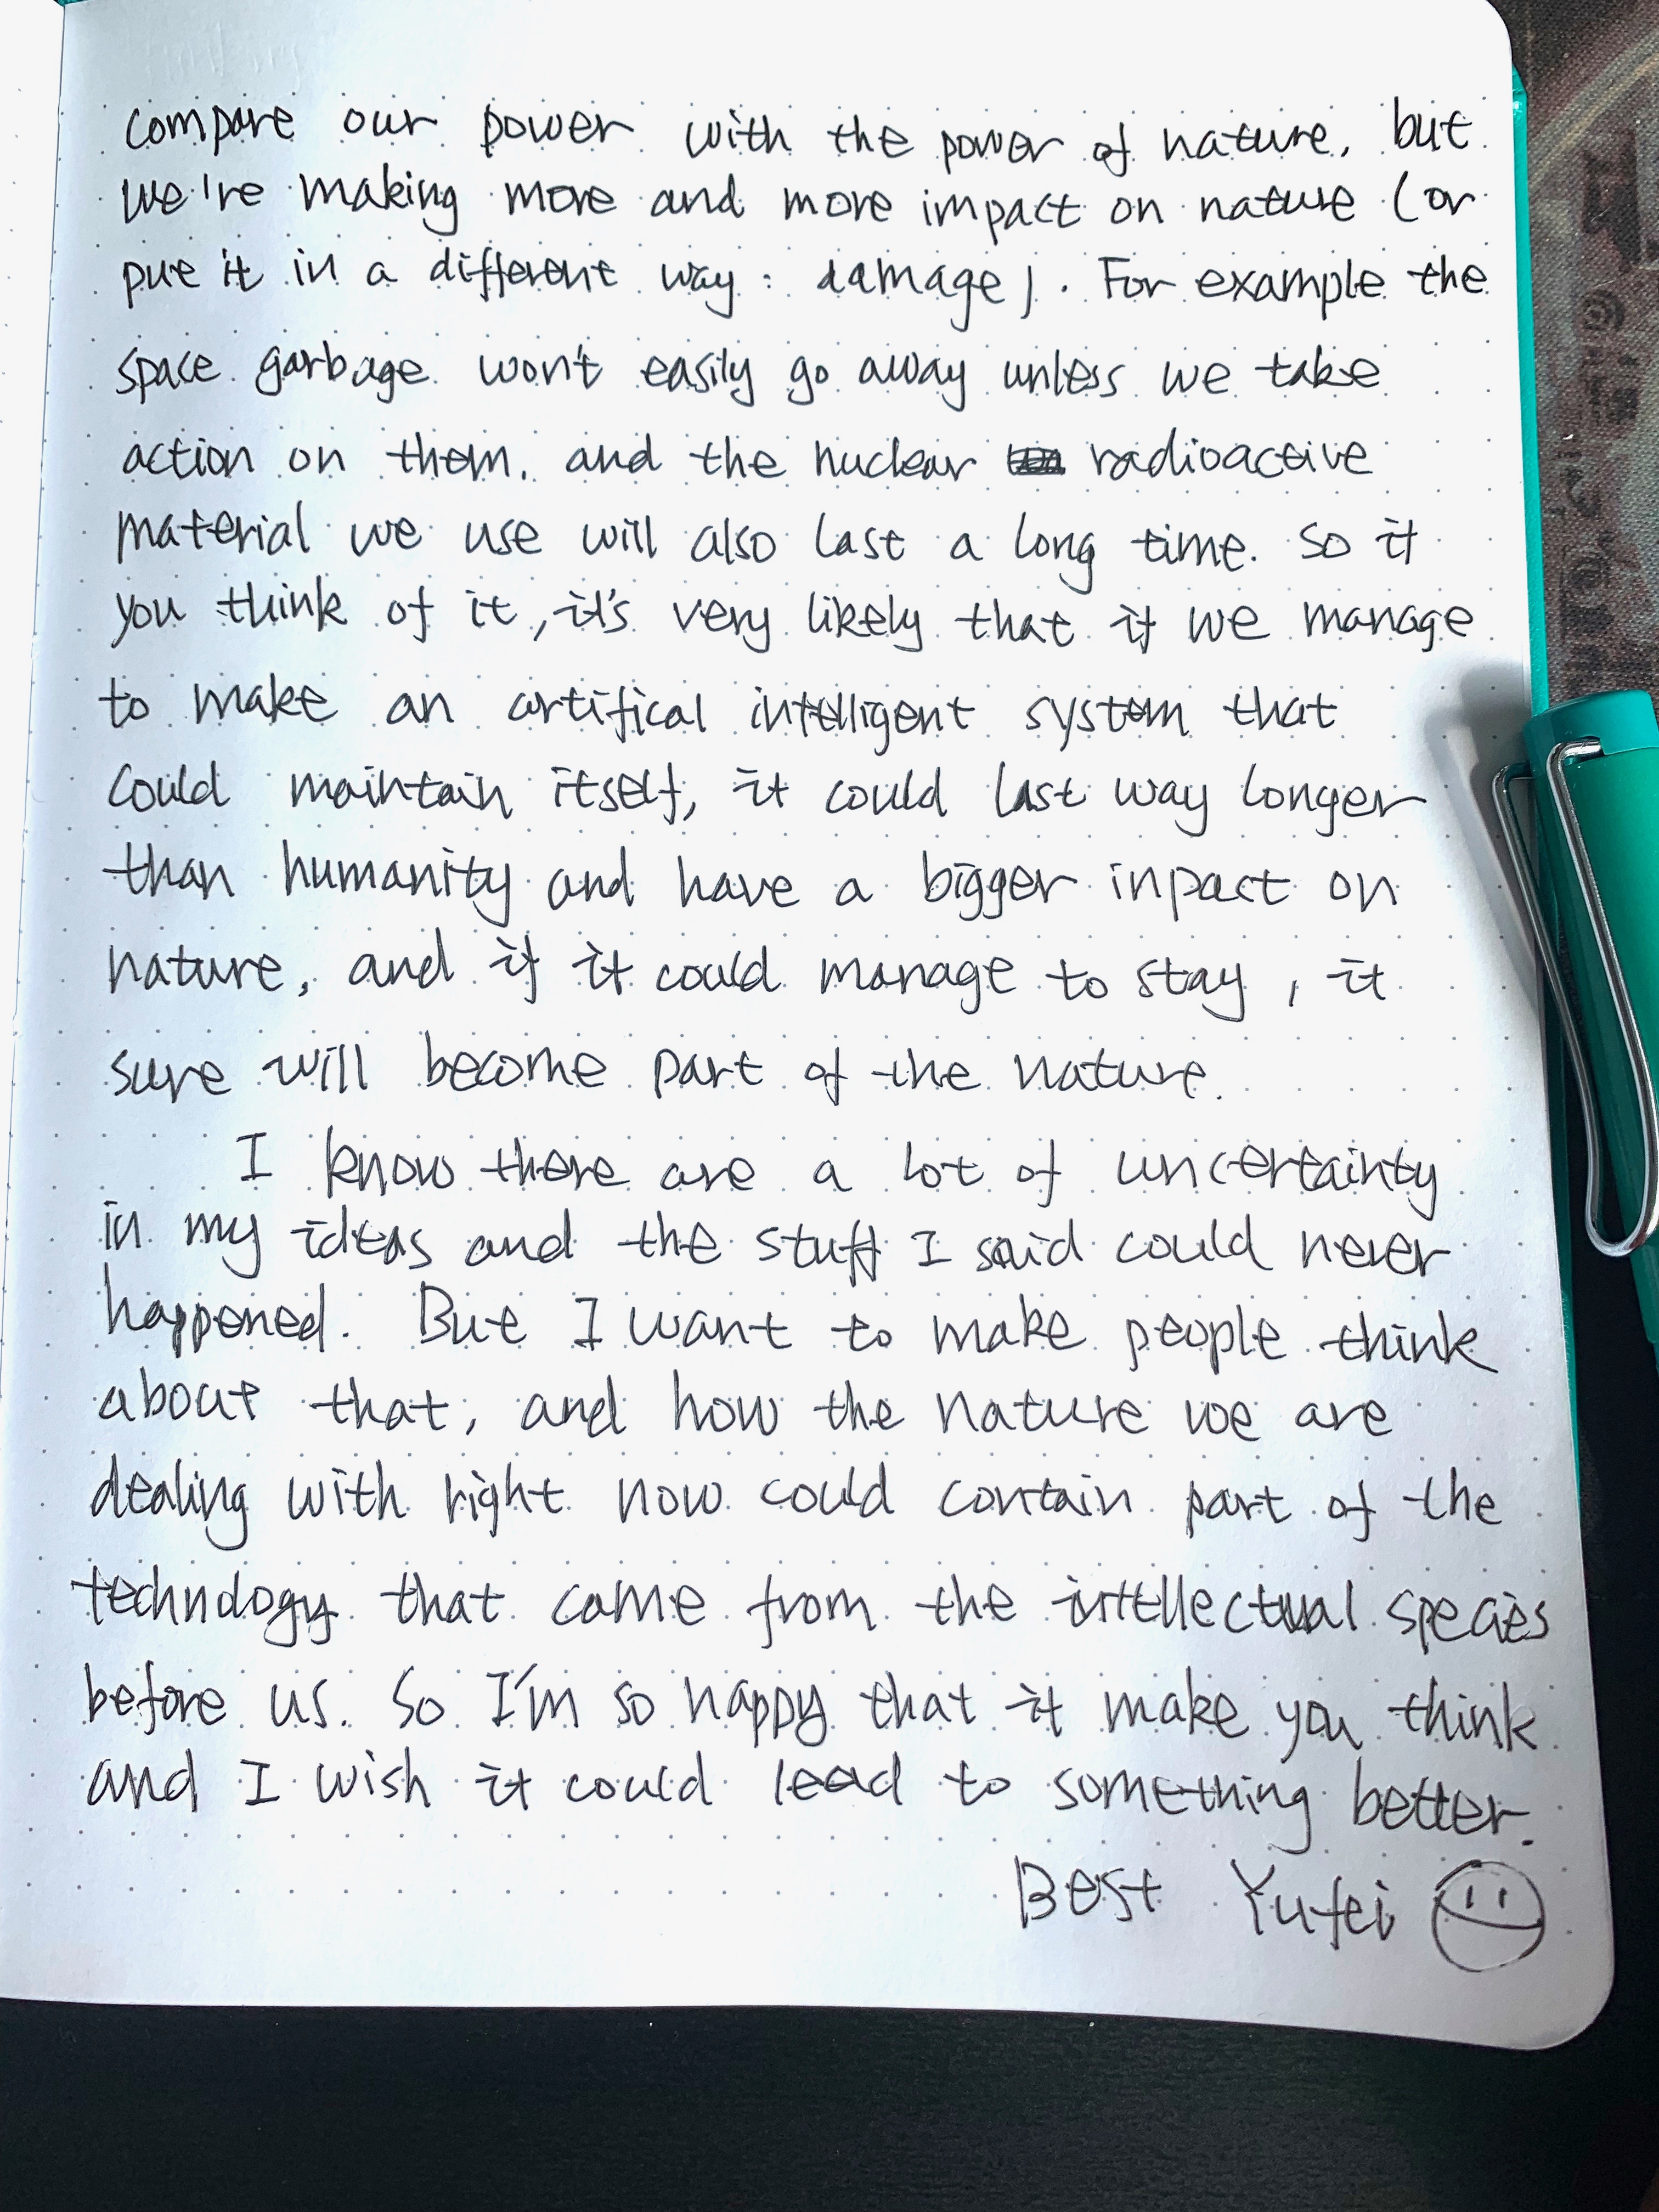 compare our power with the power of nature, but
we're making more and more impact on nature (or
put it in a different way: damage). For example the
space garbage won't easily go away unless we take
action on them, and the nuclear radioactive
material we use will also last a long time. So if
you think of it, it's very likely that if we manage
to make an artifical intelligent system that
could maintain itself, it could last way longer
than humanity and have a bigger inpact on
nature, and if it could manage to stay, it
sure will become part of the nature.
I know there are a lot of uncertainty
in my ideas and the stuff I said could never
happened. But I want to make people think
about that, and how the nature we are
dealing with right now could contain part of the
technology that came from the intellectual species
before us. So I'm so happy that it make you think
and I wish it could lead to something better.
Best Yufei